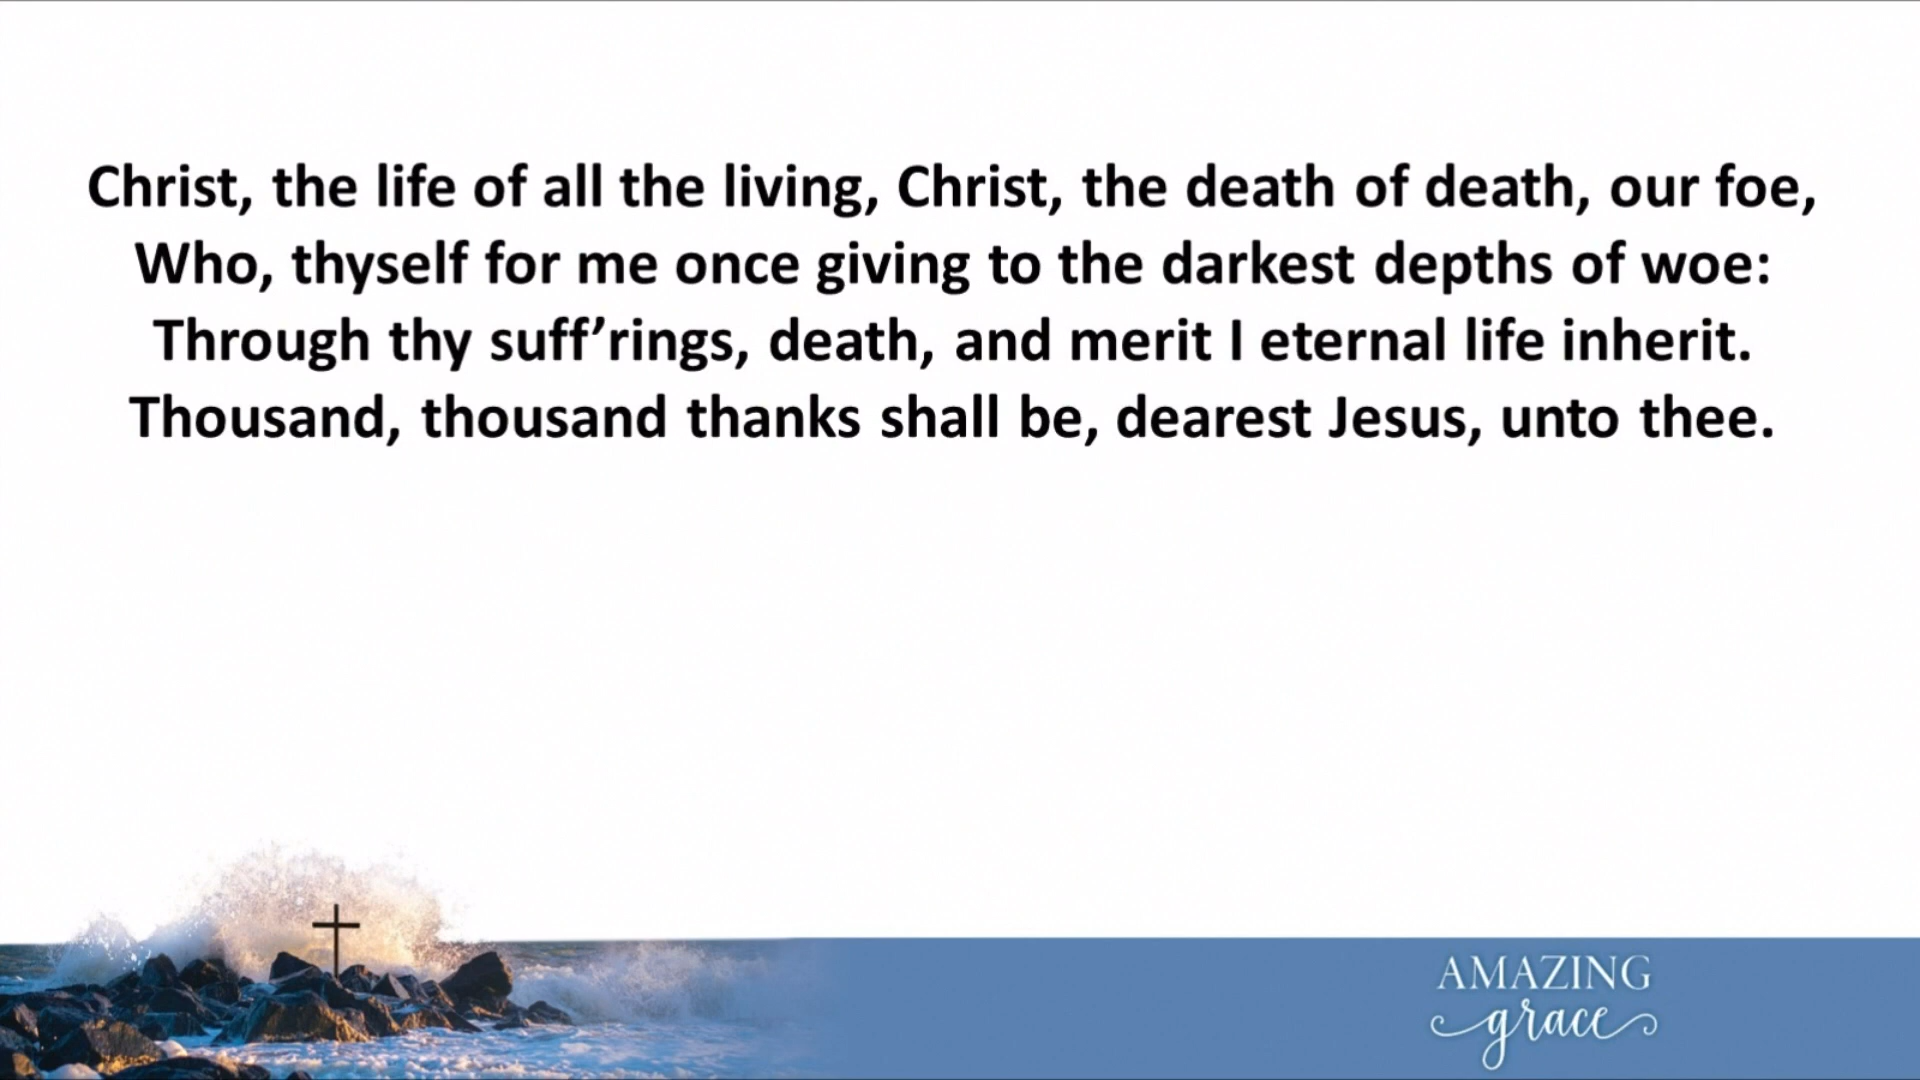 Christ, the life of all the living, Christ, the death of death, our foe,
Who, thyself for me once giving to the darkest depths of woe:
Through thy suff’rings, death, and merit I eternal life inherit.
Thousand, thousand thanks shall be, dearest Jesus, unto thee.
AMAZING
grace